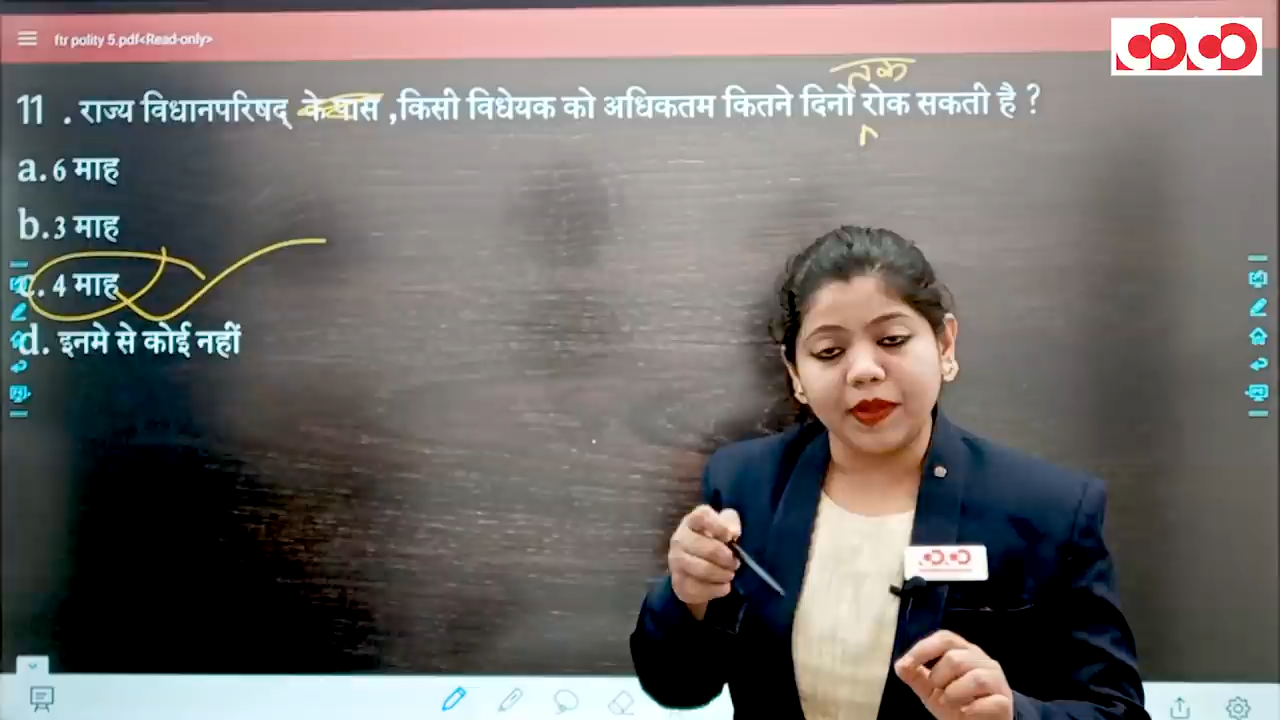 ftr polity 5.pdf<Read-only>
तक
11 . राज्य विधानपरिषद् के पास ,किसी विधेयक को अधिकतम कितने दिनों रोक सकती है ?
a. 6 माह
b. 3 माह
c. 4 माह
d. इनमे से कोई नहीं